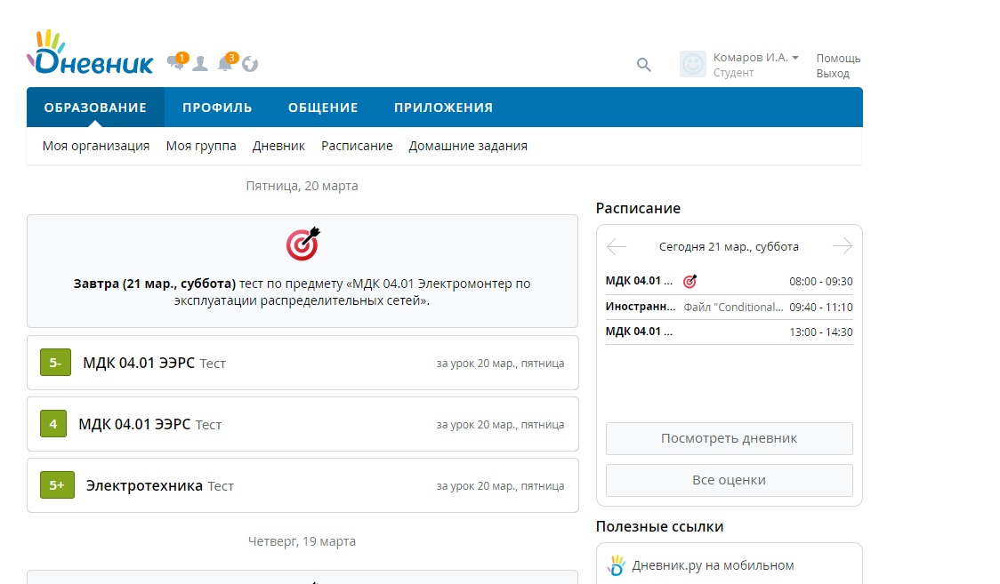 Дневник
1
3
Комаров И.А.
Студент
Помощь
Выход
ОБРАЗОВАНИЕ ПРОФИЛЬ ОБЩЕНИЕ ПРИЛОЖЕНИЯ
Моя организация Моя группа Дневник Расписание Домашние задания
Пятница, 20 марта
Завтра (21 мар., суббота) тест по предмету «МДК 04.01 Электромонтер по
эксплуатации распределительных сетей».
5- МДК 04.01 ЭЭРС Тест за урок 20 мар., пятница
4 МДК 04.01 ЭЭРС Тест за урок 20 мар., пятница
5+ Электротехника Тест за урок 20 мар., пятница
Четверг, 19 марта
Расписание
Сегодня 21 мар., суббота
МДК 04.01 ... 08:00 - 09:30
Иностранн... Файл "Conditional... 09:40 - 11:10
МДК 04.01 ... 13:00 - 14:30
Посмотреть дневник
Все оценки
Полезные ссылки
Дневник.ру на мобильном